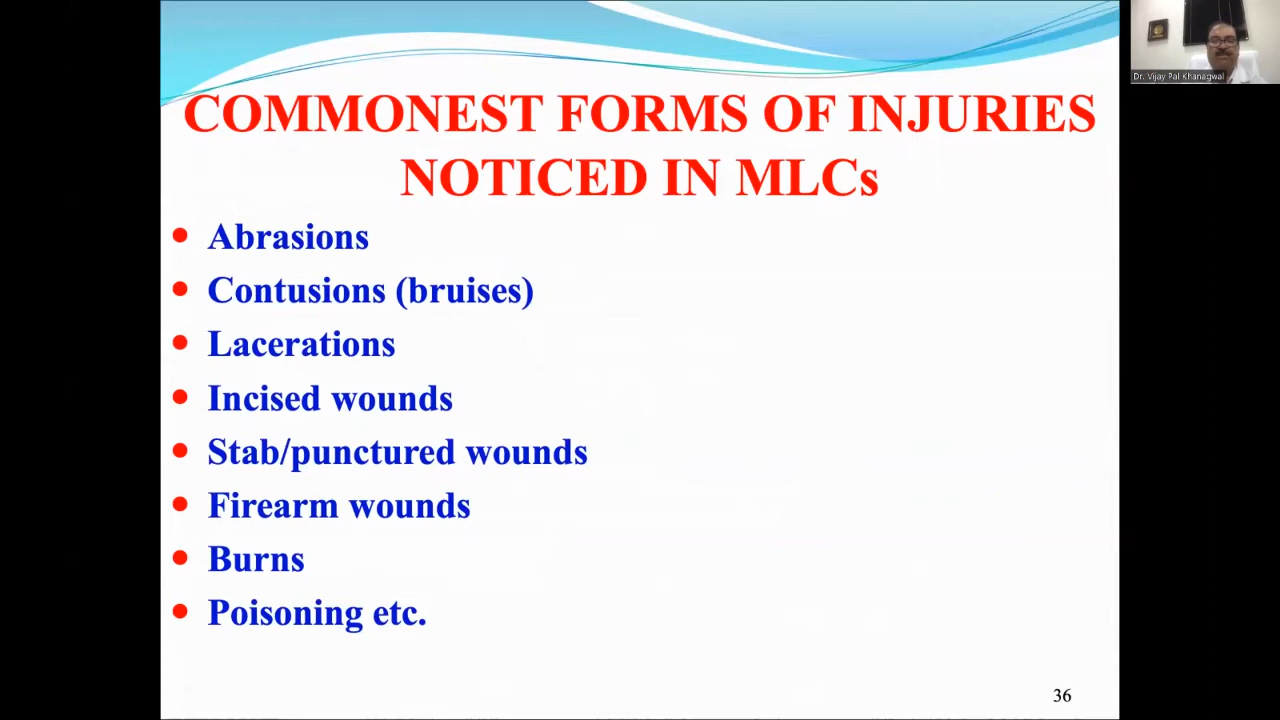 COMMONEST FORMS OF INJURIES
NOTICED IN MLCs
• Abrasions
• Contusions (bruises)
• Lacerations
• Incised wounds
• Stab/punctured wounds
• Firearm wounds
• Burns
• Poisoning etc.
36
Dr. Vijay Pal Khanagwal